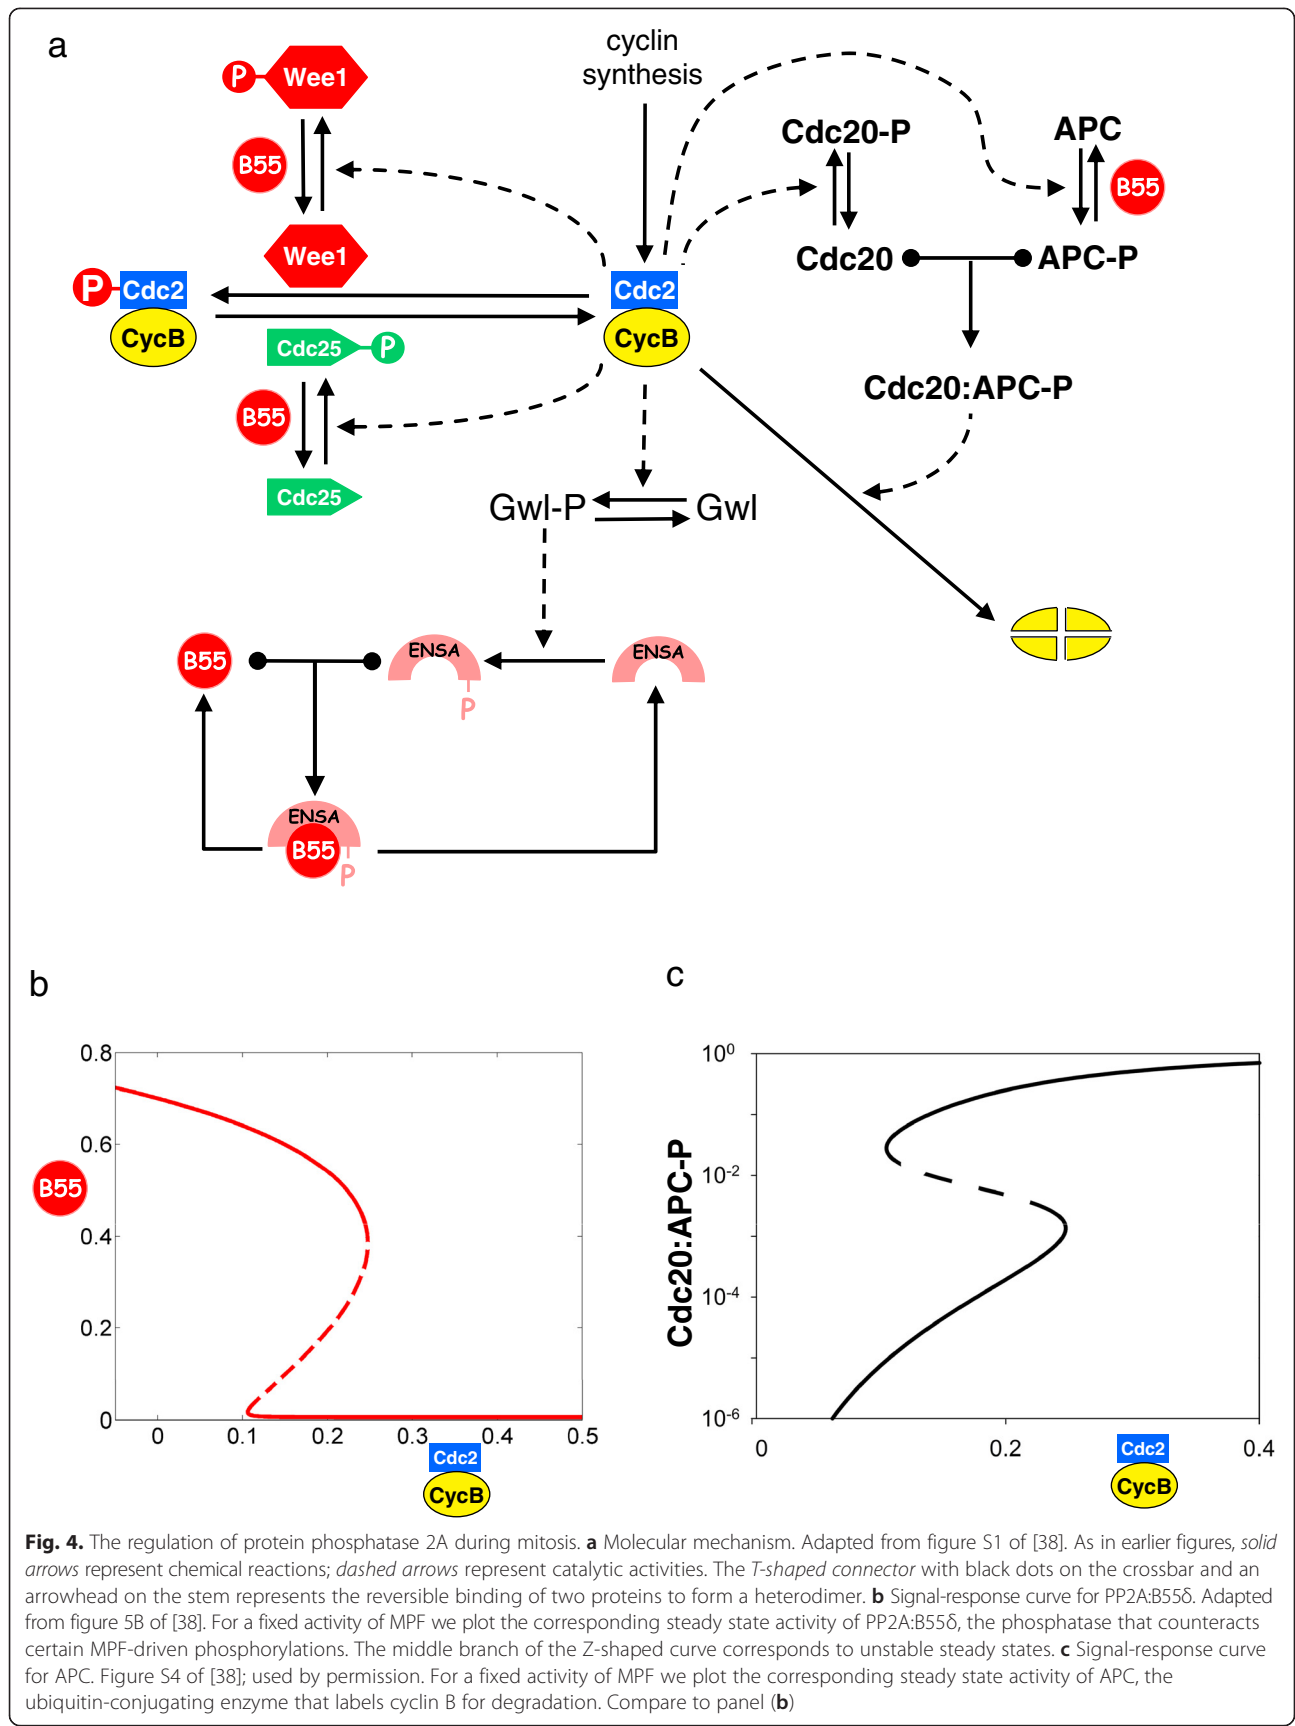 a
cyclin
synthesis
P
Wee1
B55
Wee1
Cdc20-P
APC
B55
Cdc20
APC-P
P
Cdc2
CycB
Cdc2
CycB
Cdc25
P
B55
Cdc25
Cdc20:APC-P
Gwl-P
Gwl
B55
ENSA
P
ENSA
ENSA
B55
P
b
0.8
0.6
0.4
0.2
0
B55
0
0.1
0.2
0.3
0.4
0.5
Cdc2
CycB
c
10^0
10^-2
10^-4
10^-6
Cdc20:APC-P
0
0.2
0.4
Cdc2
CycB
Fig. 4. The regulation of protein phosphatase 2A during mitosis. a Molecular mechanism. Adapted from figure S1 of [38]. As in earlier figures, solid
arrows represent chemical reactions; dashed arrows represent catalytic activities. The T-shaped connector with black dots on the crossbar and an
arrowhead on the stem represents the reversible binding of two proteins to form a heterodimer. b Signal-response curve for PP2A:B55δ. Adapted
from figure 5B of [38]. For a fixed activity of MPF we plot the corresponding steady state activity of PP2A:B55δ, the phosphatase that counteracts
certain MPF-driven phosphorylations. The middle branch of the Z-shaped curve corresponds to unstable steady states. c Signal-response curve
for APC. Figure S4 of [38]; used by permission. For a fixed activity of MPF we plot the corresponding steady state activity of APC, the
ubiquitin-conjugating enzyme that labels cyclin B for degradation. Compare to panel (b)